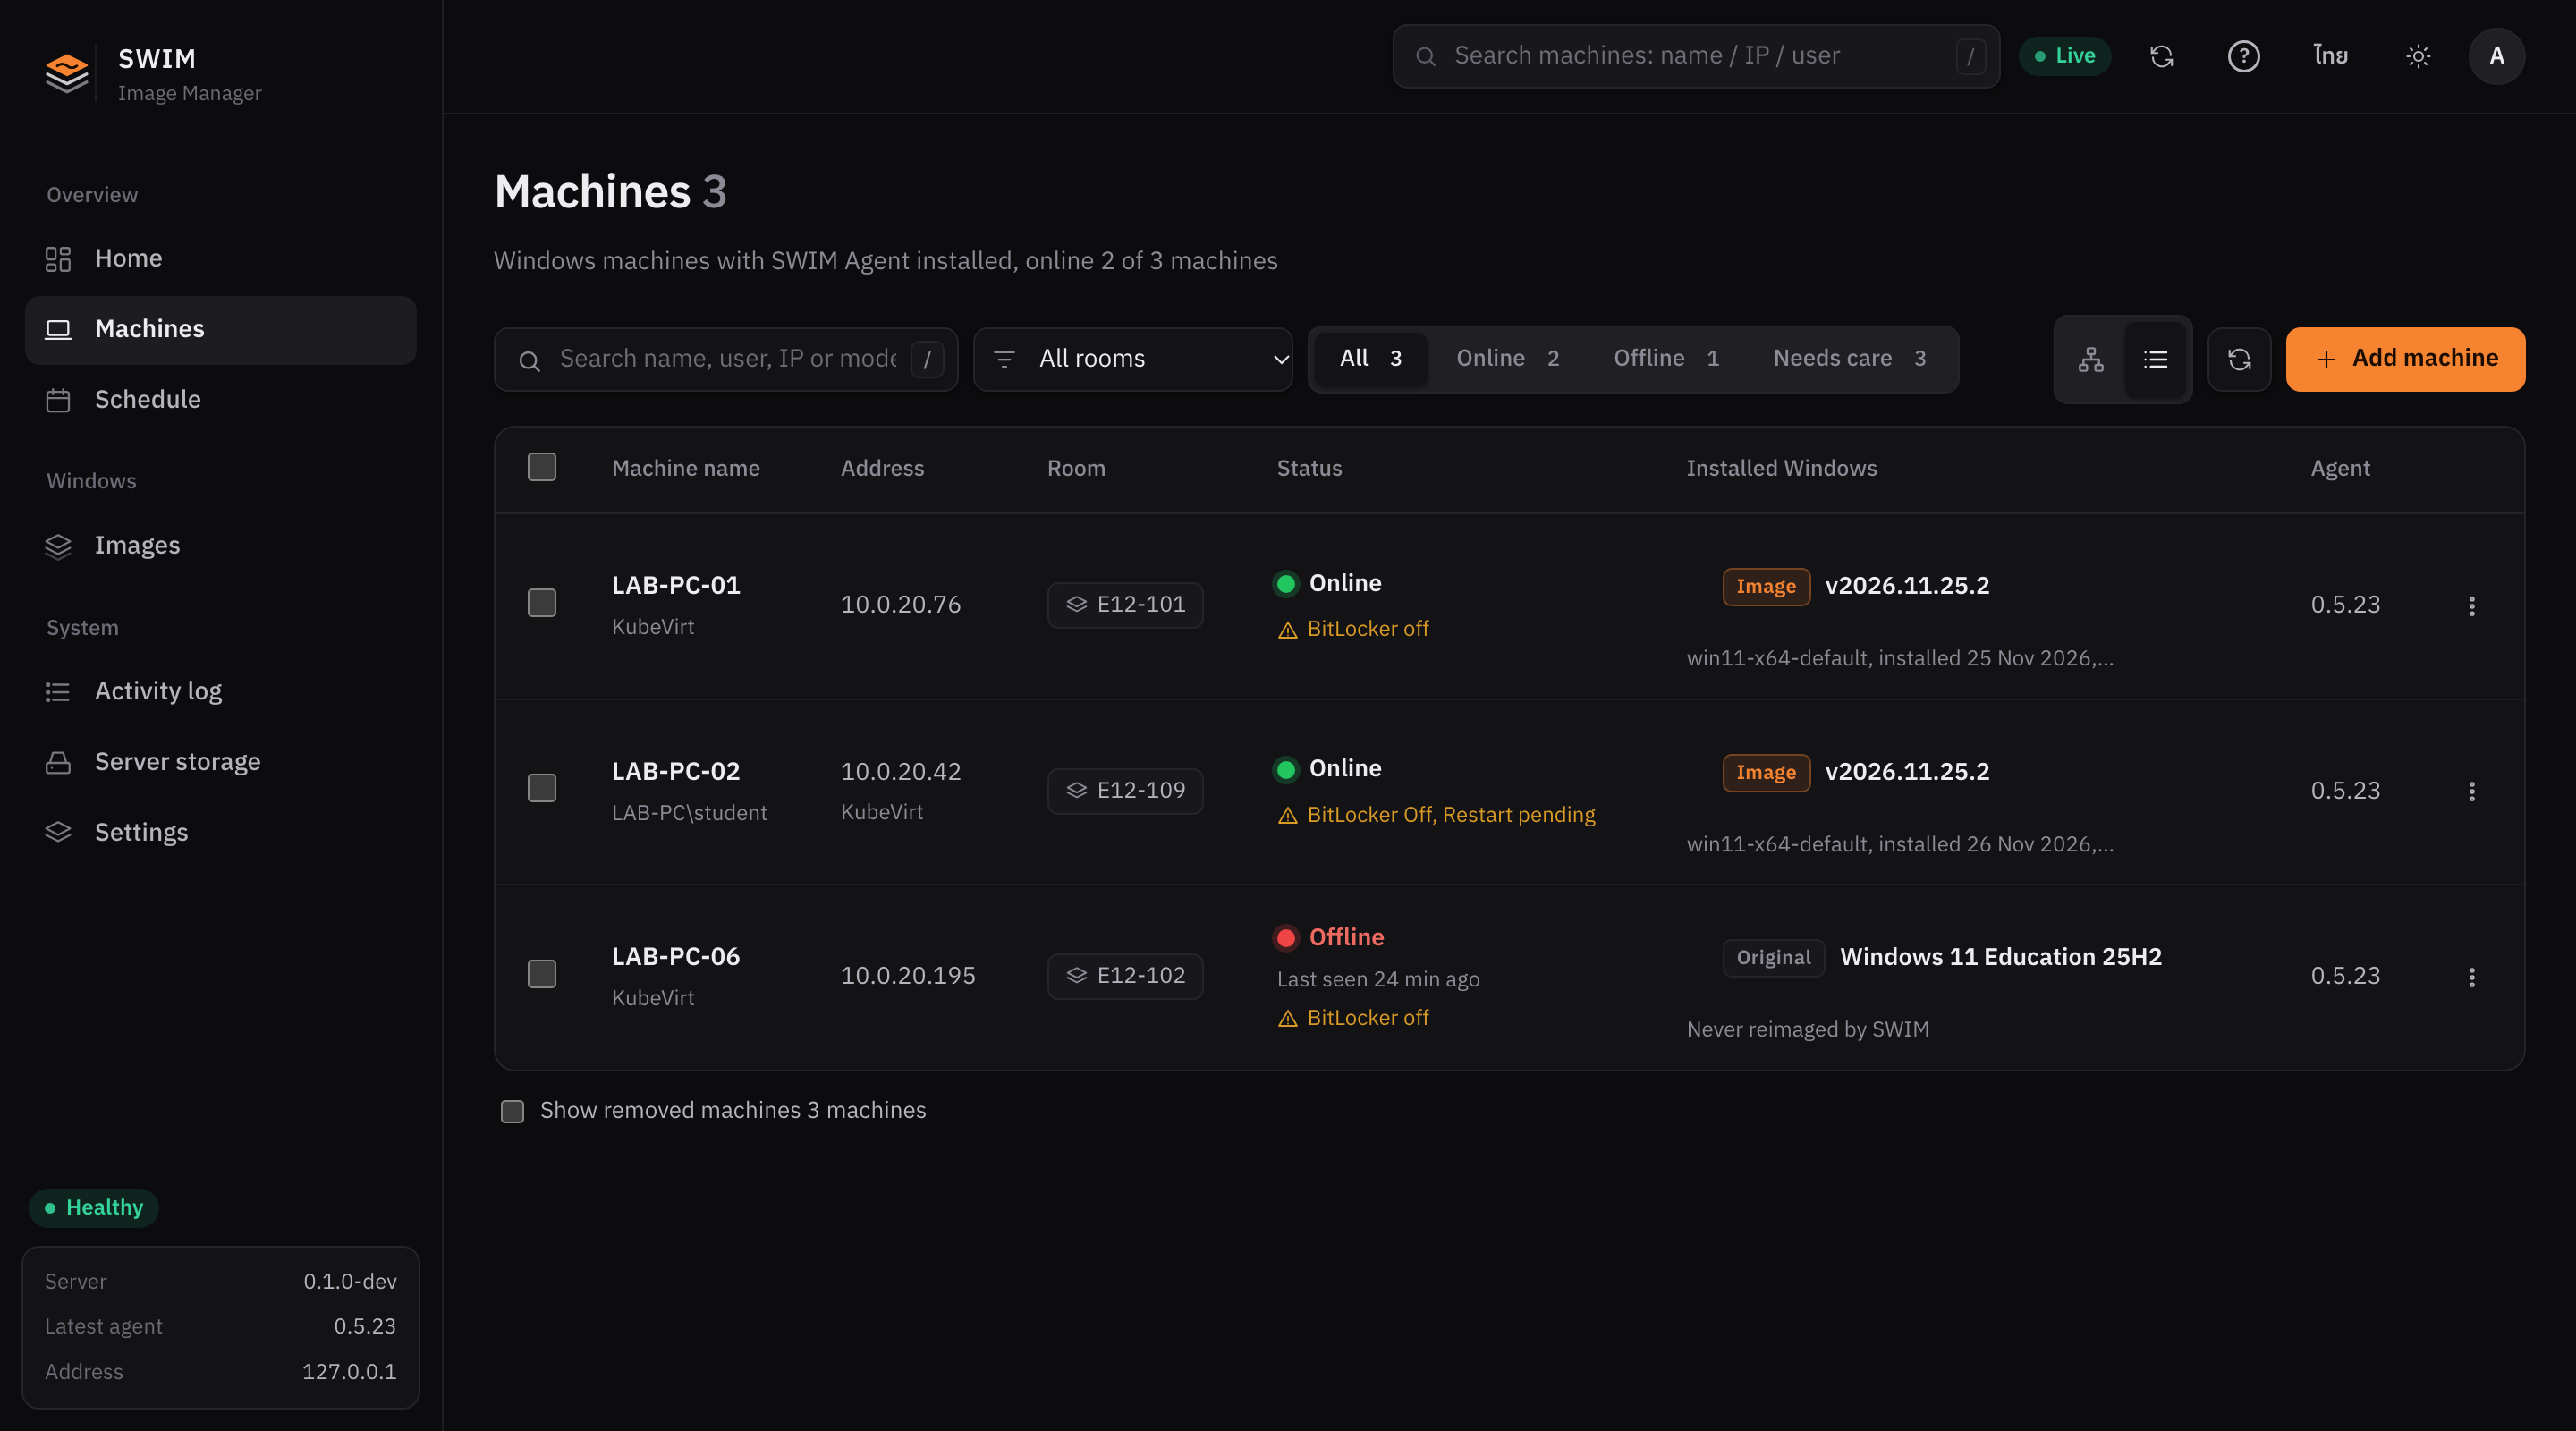 SWIM
Image Manager
Search machines: name / IP / user /
Live
?
ไทย
A
Overview
Home
Machines
Schedule
Windows
Images
System
Activity log
Server storage
Settings
Healthy
Server 0.1.0-dev
Latest agent 0.5.23
Address 127.0.0.1
Machines 3
Windows machines with SWIM Agent installed, online 2 of 3 machines
Search name, user, IP or mode /
All rooms
All 3 Online 2 Offline 1 Needs care 3
Add machine
Machine name Address Room Status Installed Windows Agent
LAB-PC-01
KubeVirt
10.0.20.76
E12-101
Online
BitLocker off
Image v2026.11.25.2
win11-x64-default, installed 25 Nov 2026,...
0.5.23
LAB-PC-02
LAB-PC\student
10.0.20.42
KubeVirt
E12-109
Online
BitLocker Off, Restart pending
Image v2026.11.25.2
win11-x64-default, installed 26 Nov 2026,...
0.5.23
LAB-PC-06
KubeVirt
10.0.20.195
E12-102
Offline
Last seen 24 min ago
BitLocker off
Original Windows 11 Education 25H2
Never reimaged by SWIM
0.5.23
Show removed machines 3 machines